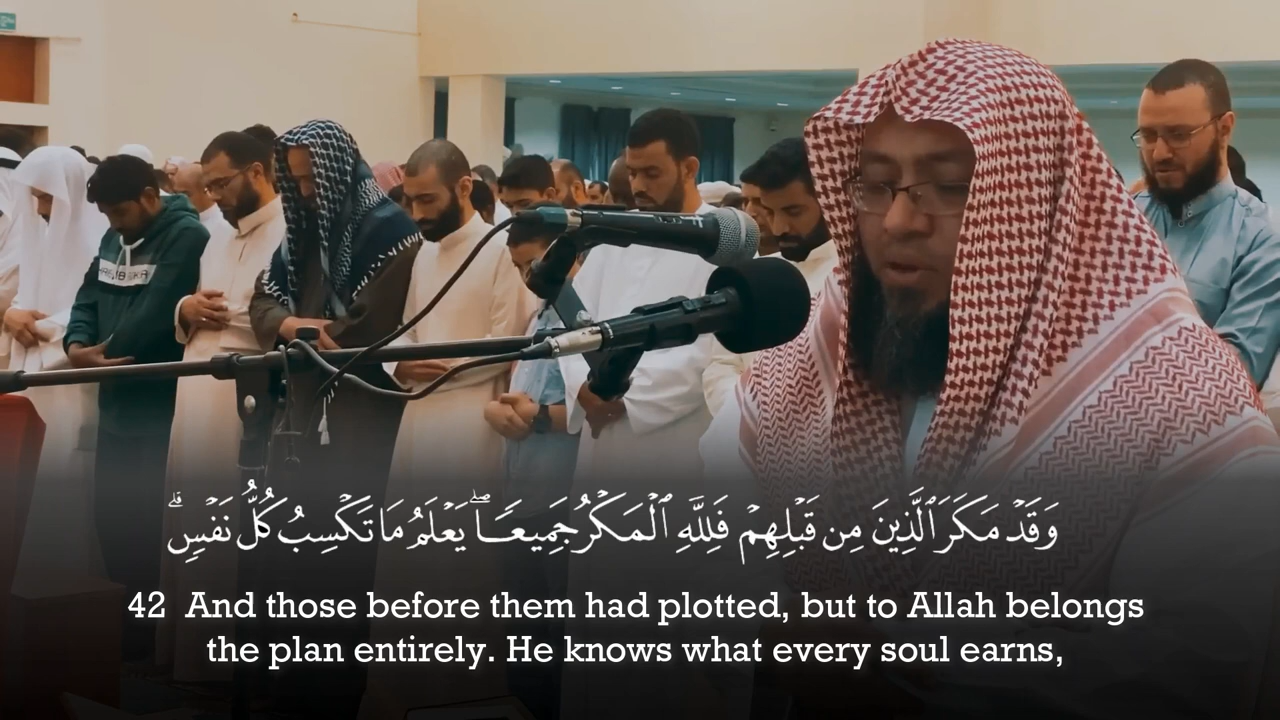 وَقَدْ مَكَرَ ٱلَّذِينَ مِن قَبْلِهِمْ فَلِلَّهِ ٱلْمَكْرُ جَمِيعًا ۖ يَعْلَمُ مَا تَكْسِبُ كُلُّ نَفْسٍ ۗ
42 And those before them had plotted, but to Allah belongs
the plan entirely. He knows what every soul earns,